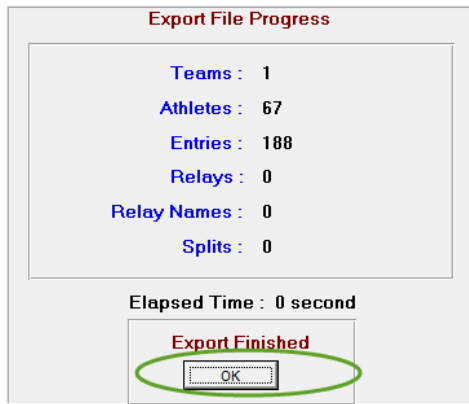 Export File Progress
Teams : 1
Athletes : 67
Entries : 188
Relays : 0
Relay Names : 0
Splits : 0
Elapsed Time : 0 second
Export Finished
OK